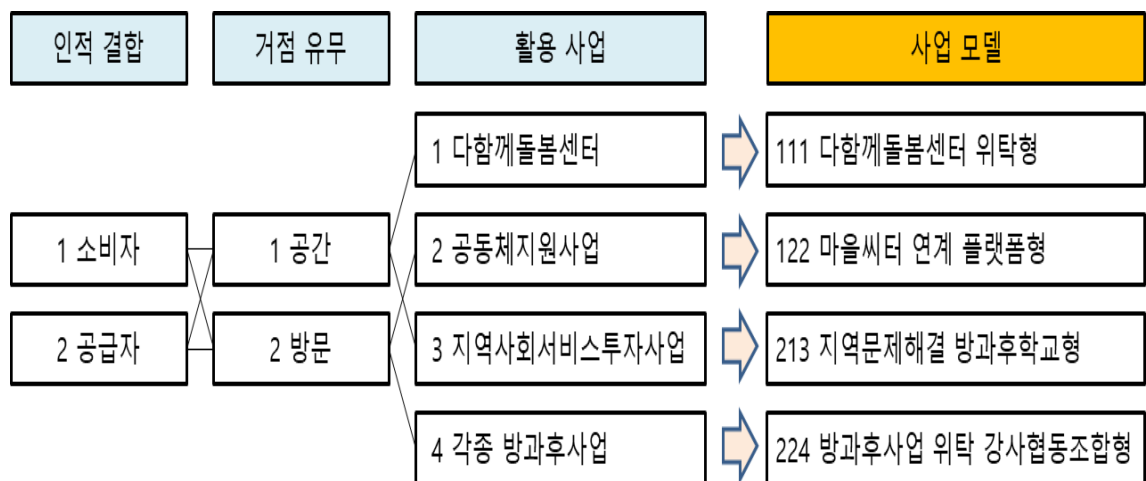 인적 결합 거점 유무 활용 사업 사업 모델
1 다함께돌봄센터 111 다함께돌봄센터 위탁형
1 소비자 1 공간 2 공동체지원사업 122 마을씨터 연계 플랫폼형
2 공급자 2 방문 3 지역사회서비스투자사업 213 지역문제해결 방과후학교형
4 각종 방과후사업 224 방과후사업 위탁 강사협동조합형